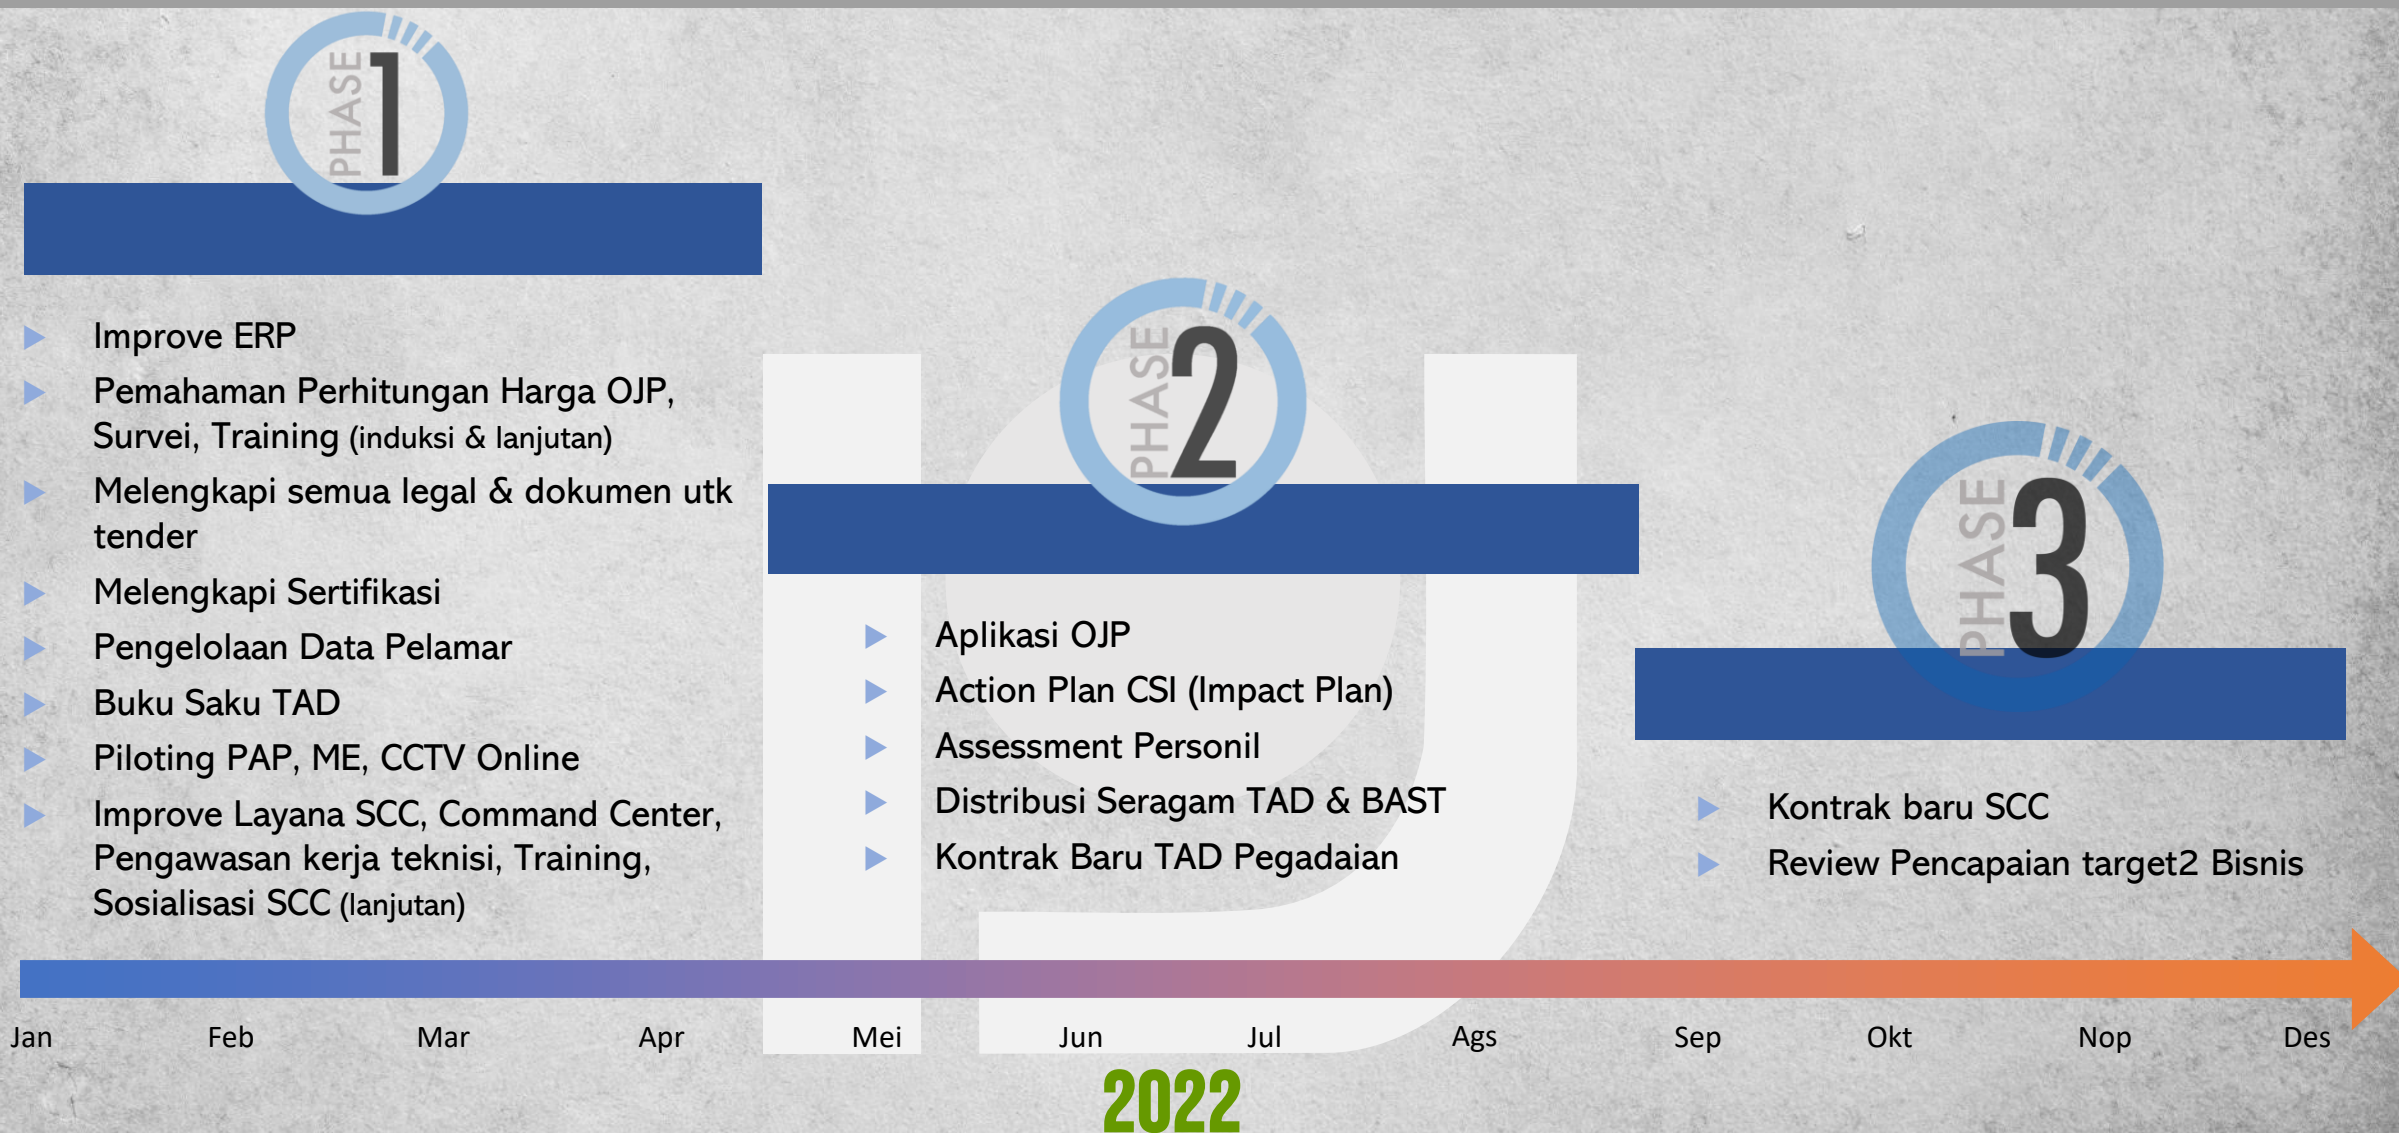 PHASE 1
Improve ERP
Pemahaman Perhitungan Harga OJP,
Survei, Training (induksi & lanjutan)
Melengkapi semua legal & dokumen utk
tender
Melengkapi Sertifikasi
Pengelolaan Data Pelamar
Buku Saku TAD
Piloting PAP, ME, CCTV Online
Improve Layana SCC, Command Center,
Pengawasan kerja teknisi, Training,
Sosialisasi SCC (lanjutan)
PHASE 2
Aplikasi OJP
Action Plan CSI (Impact Plan)
Assessment Personil
Distribusi Seragam TAD & BAST
Kontrak Baru TAD Pegadaian
PHASE 3
Kontrak baru SCC
Review Pencapaian target2 Bisnis
Jan Feb Mar Apr Mei Jun Jul Ags Sep Okt Nop Des
2022